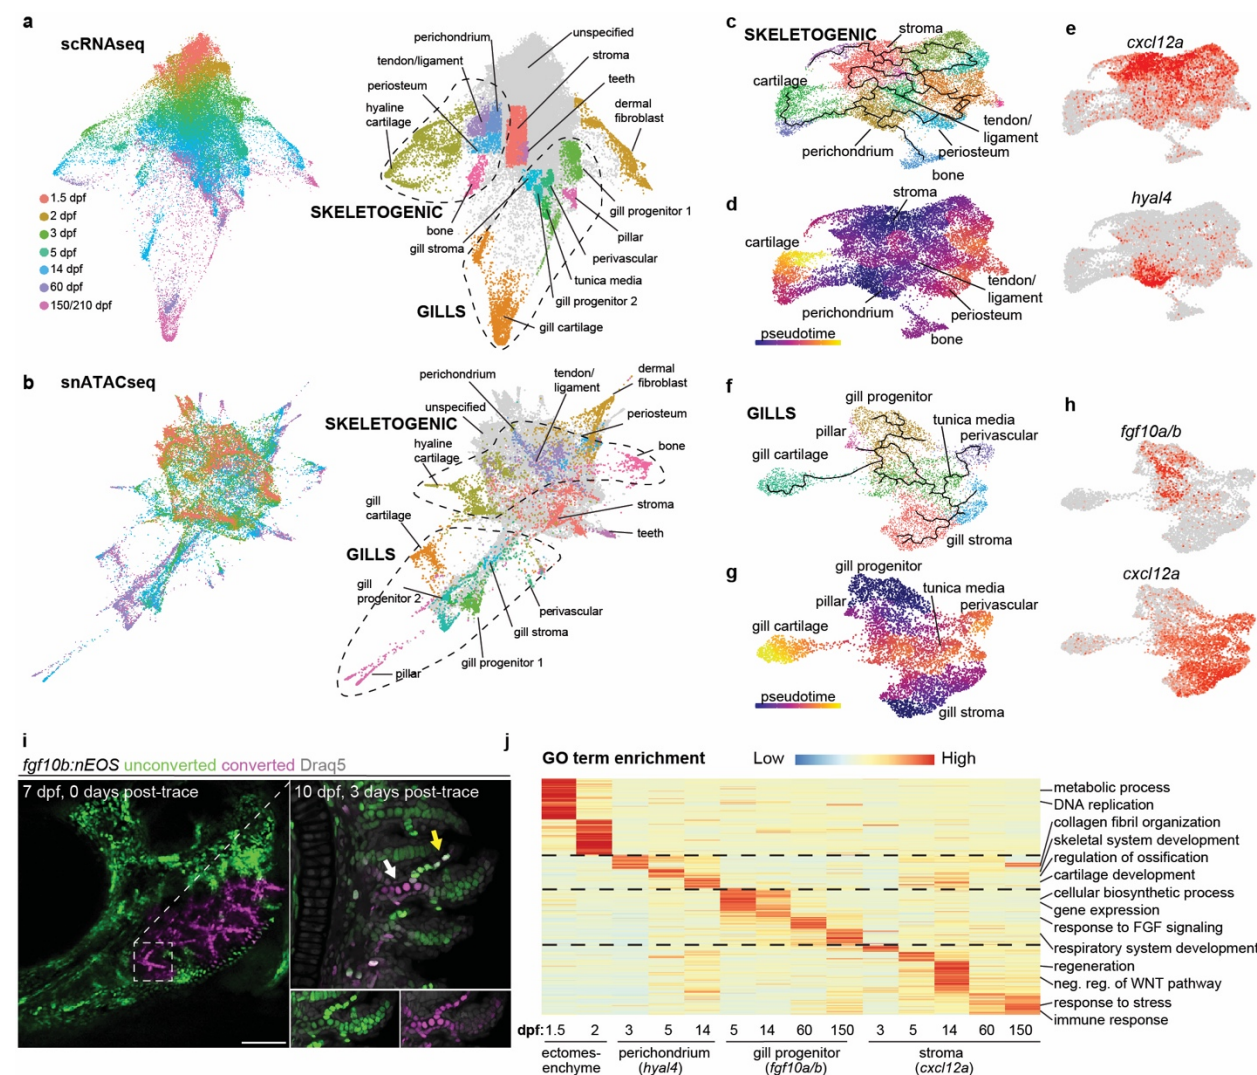 a
scRNAseq
1.5 dpf
2 dpf
3 dpf
5 dpf
14 dpf
60 dpf
150/210 dpf
perichondrium
tendon/ligament
periosteum
hyaline
cartilage
unspecified
stroma
teeth
dermal
fibroblast
SKELETOGENIC
bone
gill stroma
gill progenitor 1
pillar
perivascular
tunica media
gill progenitor 2
GILLS
gill cartilage
b
snATACseq
perichondrium
tendon/
ligament
dermal
fibroblast
unspecified
periosteum
SKELETOGENIC
bone
hyaline
cartilage
gill
cartilage
stroma
GILLS
teeth
gill
progenitor 2
perivascular
gill stroma
gill progenitor 1
pillar
c
SKELETOGENIC
stroma
cartilage
tendon/
ligament
perichondrium
periosteum
bone
d
stroma
cartilage
tendon/
ligament
perichondrium
periosteum
pseudotime
bone
e
cxcl12a
hyal4
f
gill progenitor
GILLS
tunica media
pillar
perivascular
gill cartilage
gill stroma
g
gill progenitor
tunica media
pillar
perivascular
gill cartilage
pseudotime
gill stroma
h
fgf10a/b
cxcl12a
i
fgf10b:nEOS unconverted converted Draq5
7 dpf, 0 days post-trace
10 dpf, 3 days post-trace
j
GO term enrichment
Low
High
metabolic process
DNA replication
collagen fibril organization
skeletal system development
regulation of ossification
cartilage development
cellular biosynthetic process
gene expression
response to FGF signaling
respiratory system development
regeneration
neg. reg. of WNT pathway
response to stress
immune response
dpf: 1.5 2 3 5 14 5 14 60 150 3 5 14 60 150
ectomes-
enchyme
perichondrium
(hyal4)
gill progenitor
(fgf10a/b)
stroma
(cxcl12a)